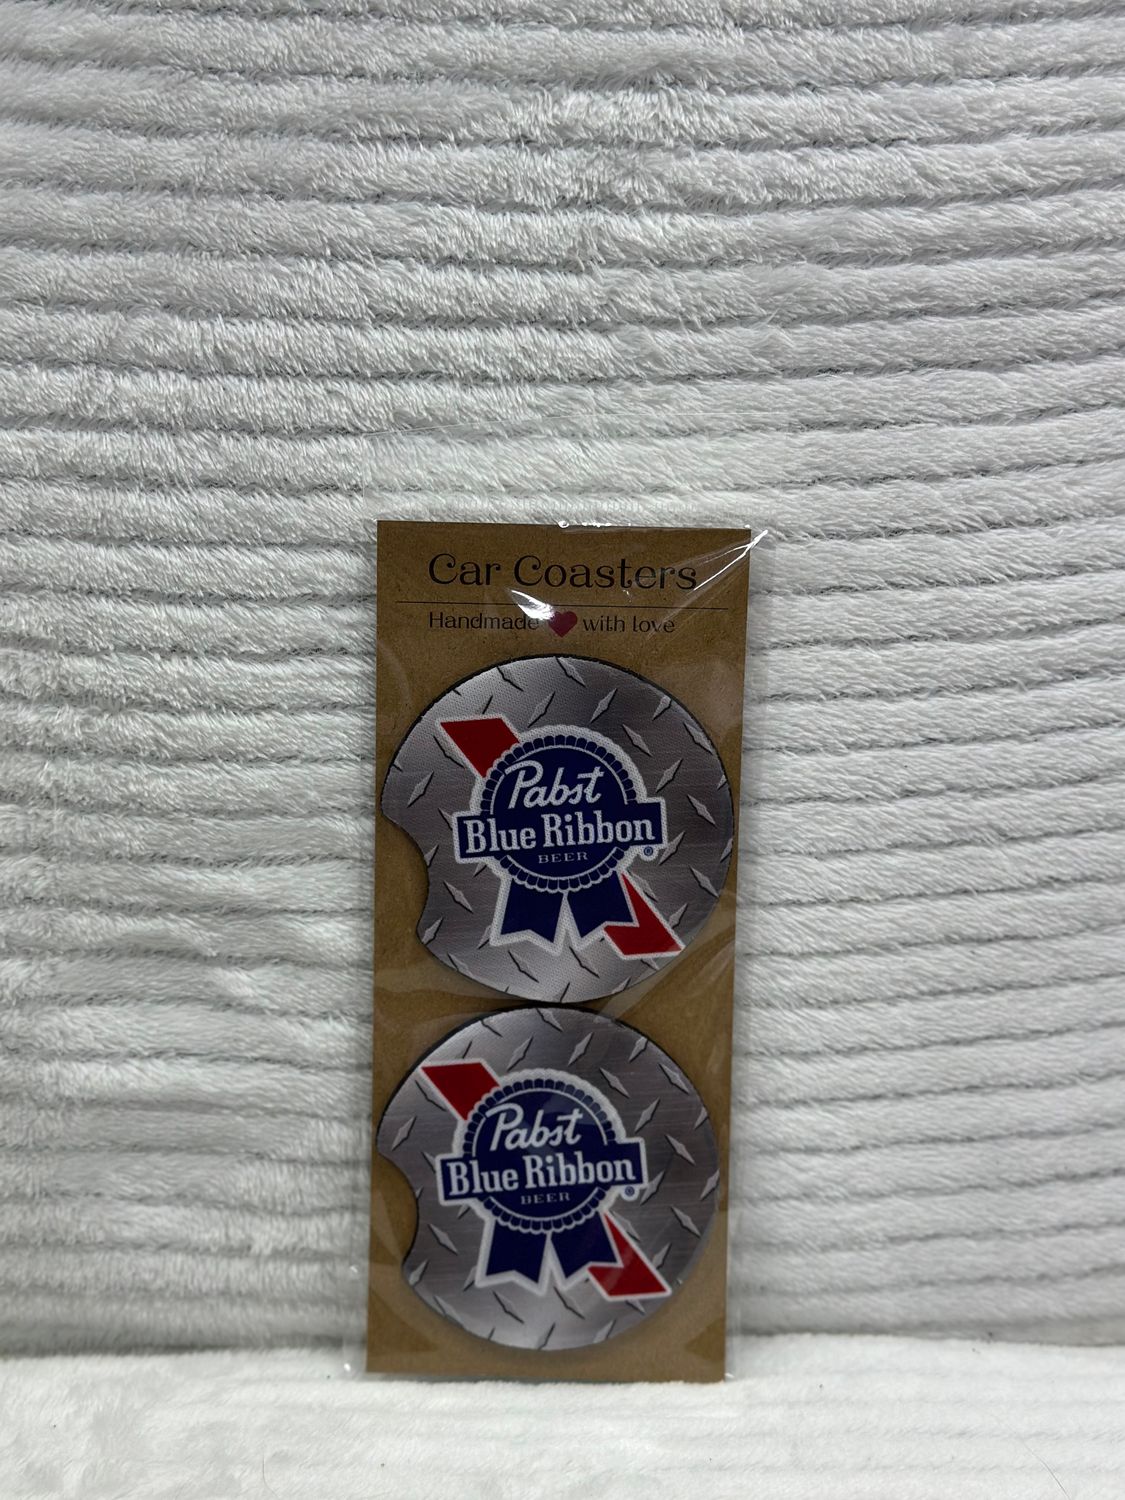 Car Coasters
Handmade with love
Pabst
Blue Ribbon
BEER
®
Pabst
Blue Ribbon
BEER
®